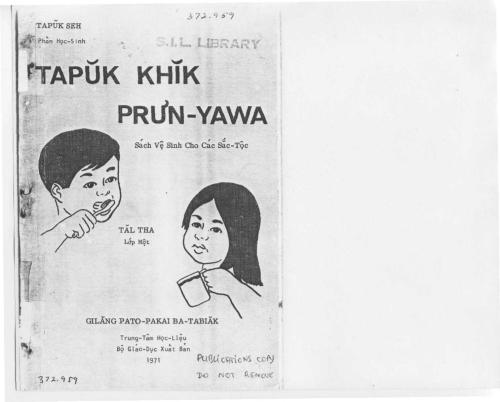 372.959
TAPŬK SEH
Phần Học-Sinh
S.I.L. LIBRARY
TAPŬK KHĬK
PRƯN-YAWA
Sách Vệ Sinh Cho Các Sắc-Tộc
TĂL THA
Lớp Một
GILĂNG PATO-PAKAI BA-TABIĂK
Trung-Tâm Học-Liệu
Bộ Giáo-Dục Xuất Bản
1971
PUBLICATIONS COPY
DO NOT REMOVE
372.959